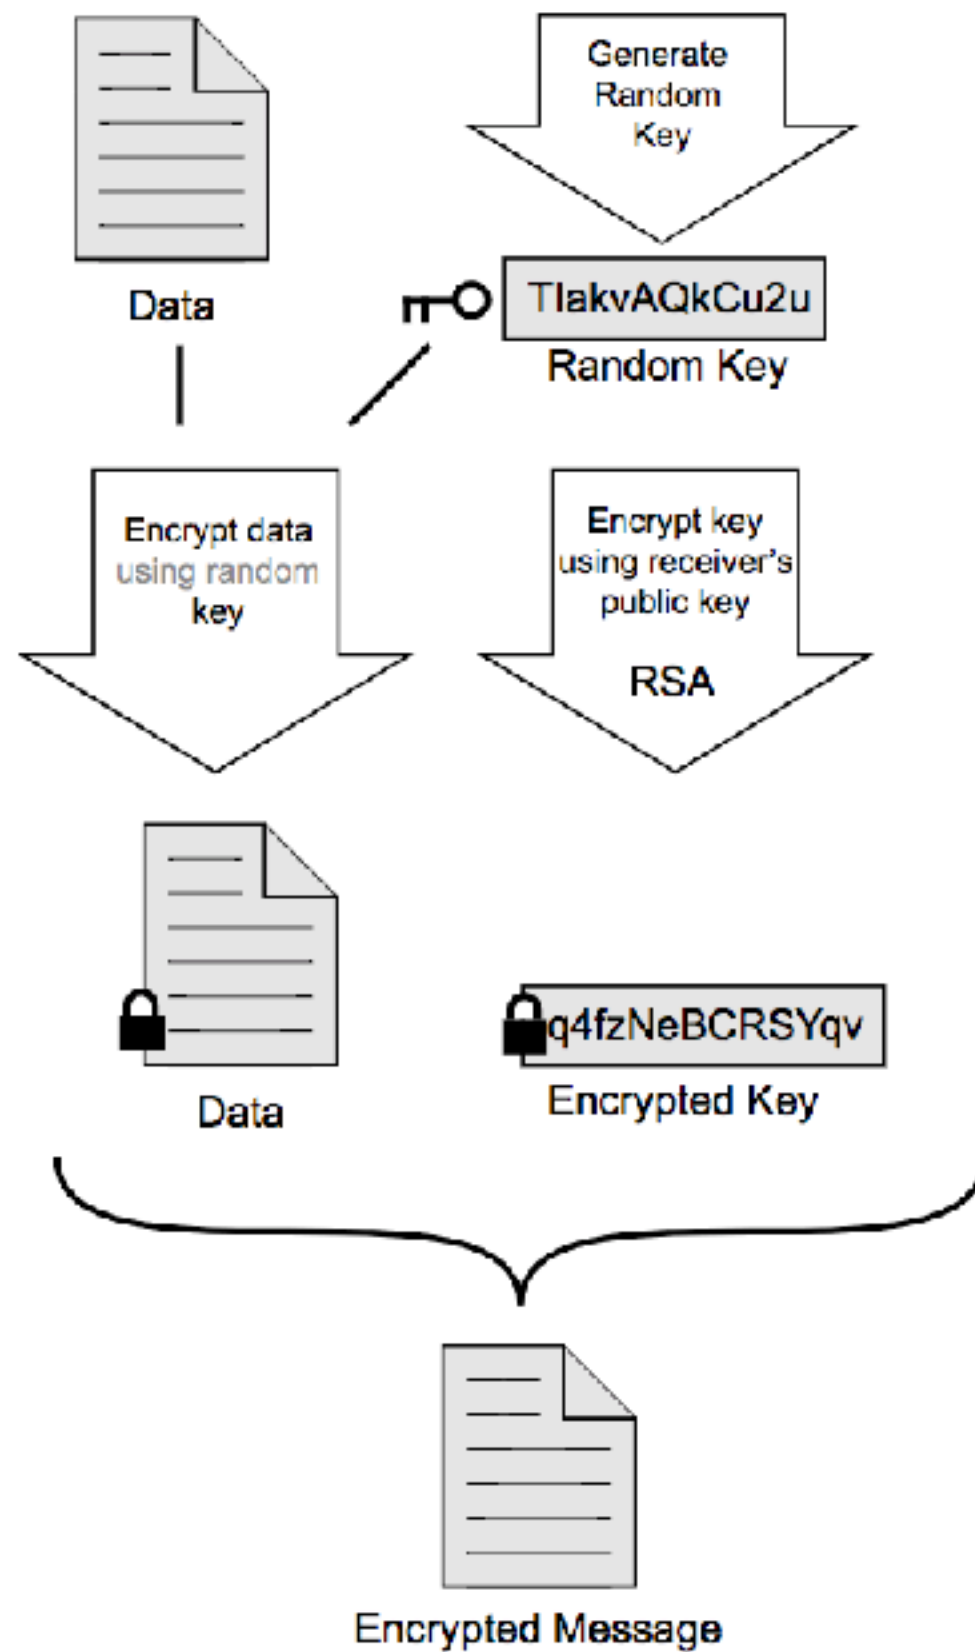 Generate
Random
Key
Data
TIakvAQkCu2u
Random Key
Encrypt data
using random
key
Encrypt key
using receiver's
public key
RSA
Data
q4fzNeBCRSYqv
Encrypted Key
Encrypted Message